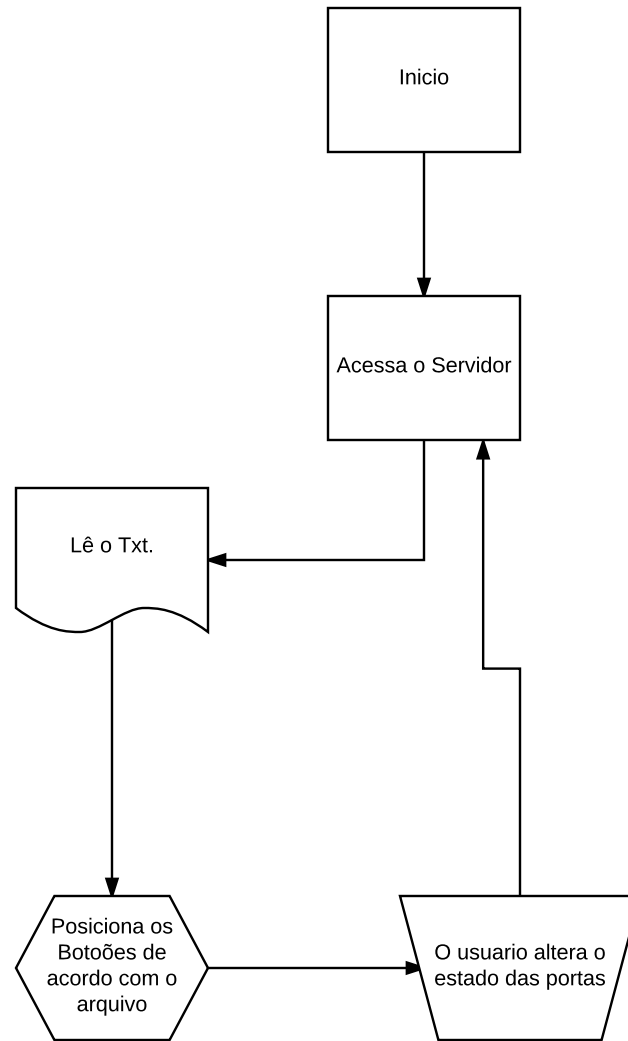 Inicio
Acessa o Servidor
Lê o Txt.
Posiciona os
Botoões de
acordo com o
arquivo
O usuario altera o
estado das portas